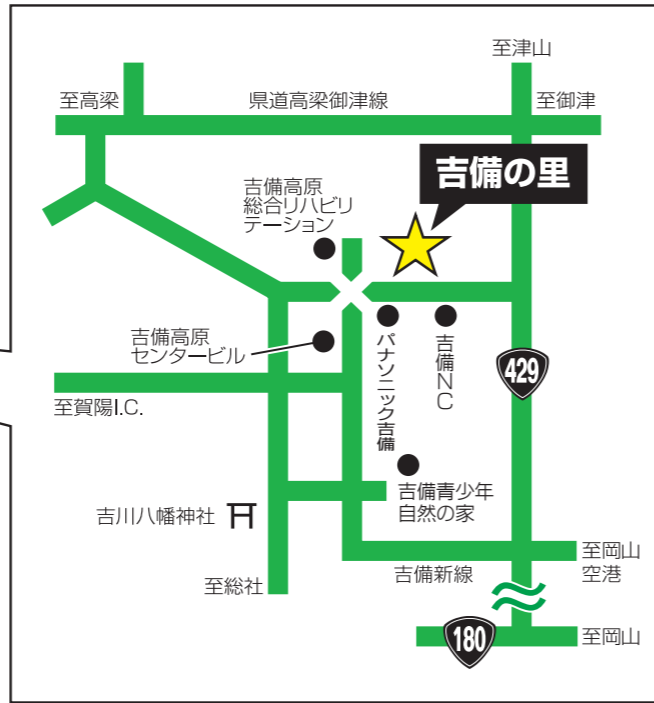 至津山
至高梁
県道高梁御津線
至御津
吉備の里
吉備高原
総合リハビリ
テーション
吉備高原
センタービル
パナソニック吉備
吉備NC
429
至賀陽I.C.
吉備青少年
自然の家
吉川八幡神社
至総社
吉備新線
至岡山
空港
180
至岡山